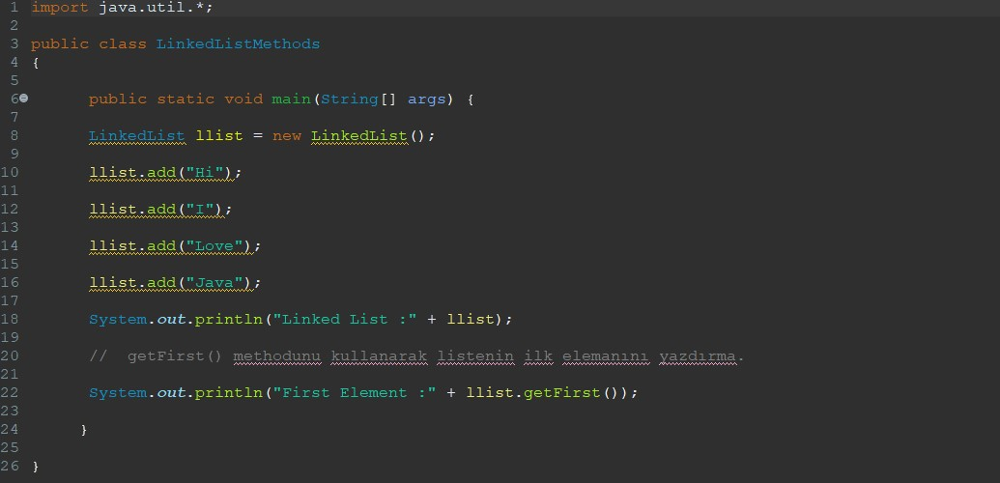 1 import java.util.*;
2
3 public class LinkedListMethods
4 {
5
6 public static void main(String[] args) {
7
8 LinkedList llist = new LinkedList();
9
10 llist.add("Hi");
11
12 llist.add("I");
13
14 llist.add("Love");
15
16 llist.add("Java");
17
18 System.out.println("Linked List :" + llist);
19
20 // getFirst() methodunu kullanarak listenin ilk elemanını yazdırma.
21
22 System.out.println("First Element :" + llist.getFirst());
23
24 }
25
26 }